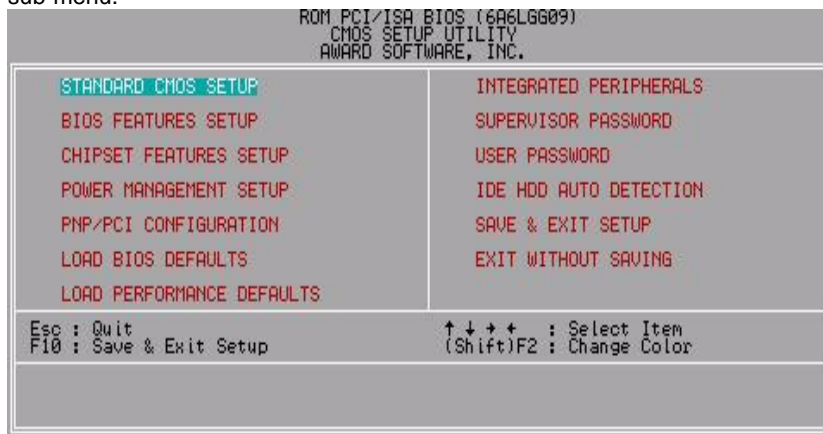 sub menu.
ROM PCI/ISA BIOS (6A6LGG09)
CMOS SETUP UTILITY
AWARD SOFTWARE, INC.
STANDARD CMOS SETUP
BIOS FEATURES SETUP
CHIPSET FEATURES SETUP
POWER MANAGEMENT SETUP
PNP/PCI CONFIGURATION
LOAD BIOS DEFAULTS
LOAD PERFORMANCE DEFAULTS
INTEGRATED PERIPHERALS
SUPERVISOR PASSWORD
USER PASSWORD
IDE HDD AUTO DETECTION
SAVE & EXIT SETUP
EXIT WITHOUT SAVING
Esc : Quit
F10 : Save & Exit Setup
↑ ↓ → ← : Select Item
(Shift)F2 : Change Color